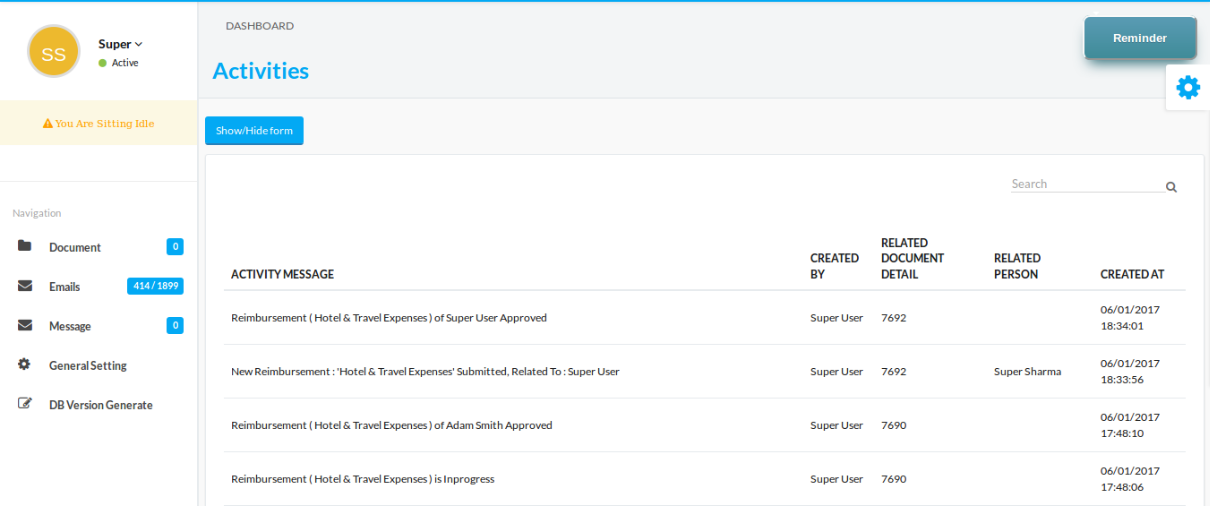 SS
Super
Active
You Are Sitting Idle
Navigation
Document 0
Emails 414 / 1899
Message 0
General Setting
DB Version Generate
DASHBOARD
Reminder
Activities
Show/Hide form
Search
ACTIVITY MESSAGE
CREATED
BY
RELATED
DOCUMENT
DETAIL
RELATED
PERSON
CREATED AT
Reimbursement ( Hotel & Travel Expenses ) of Super User Approved
Super User
7692
06/01/2017
18:34:01
New Reimbursement : 'Hotel & Travel Expenses' Submitted, Related To : Super User
Super User
7692
Super Sharma
06/01/2017
18:33:56
Reimbursement ( Hotel & Travel Expenses ) of Adam Smith Approved
Super User
7690
06/01/2017
17:48:10
Reimbursement ( Hotel & Travel Expenses ) is Inprogress
Super User
7690
06/01/2017
17:48:06